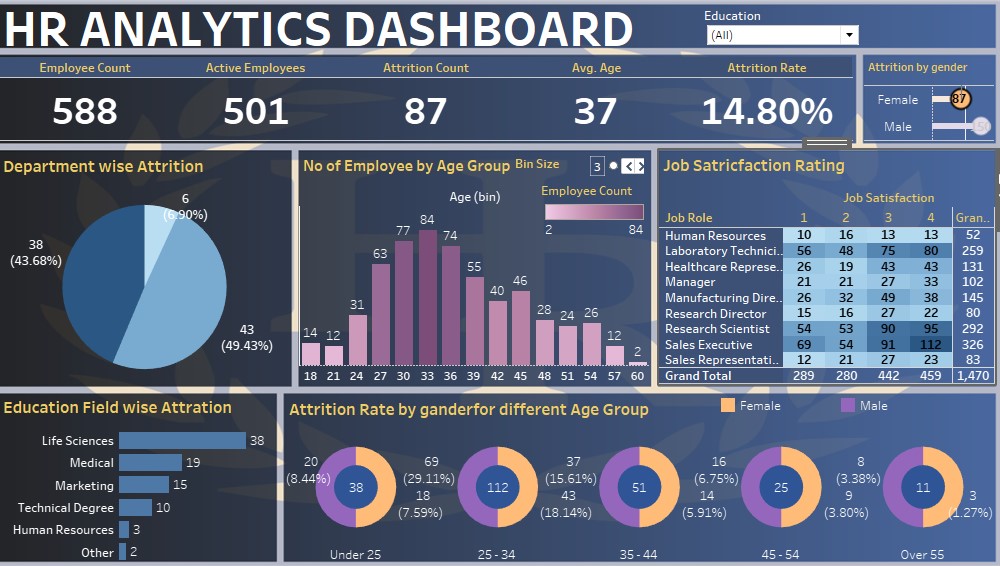 HR ANALYTICS DASHBOARD
Education
(All)
Employee Count Active Employees Attrition Count Avg. Age Attrition Rate
588 501 87 37 14.80%
Attrition by gender
Female 87
Male
Department wise Attrition
6
(6.90%)
38
(43.68%)
43
(49.43%)
No of Employee by Age Group Bin Size 3
Age (bin)
Employee Count
2 84
14 12 31 63 77 84 74 55 40 46 28 24 26 12 2
18 21 24 27 30 33 36 39 42 45 48 51 54 57 60
Job Satricfaction Rating
Job Satisfaction
Job Role 1 2 3 4 Gran..
Human Resources 10 16 13 13 52
Laboratory Technici.. 56 48 75 80 259
Healthcare Represe.. 26 19 43 43 131
Manager 21 21 27 33 102
Manufacturing Dire.. 26 32 49 38 145
Research Director 15 16 27 22 80
Research Scientist 54 53 90 95 292
Sales Executive 69 54 91 112 326
Sales Representati.. 12 21 27 23 83
Grand Total 289 280 442 459 1,470
Education Field wise Attration
Life Sciences 38
Medical 19
Marketing 15
Technical Degree 10
Human Resources 3
Other 2
Attrition Rate by ganderfor different Age Group
Female Male
20
(8.44%)
38
18
(7.59%)
Under 25
69
(29.11%)
112
43
(18.14%)
25 - 34
37
(15.61%)
51
14
(5.91%)
35 - 44
16
(6.75%)
25
9
(3.80%)
45 - 54
8
(3.38%)
11
3
(1.27%)
Over 55